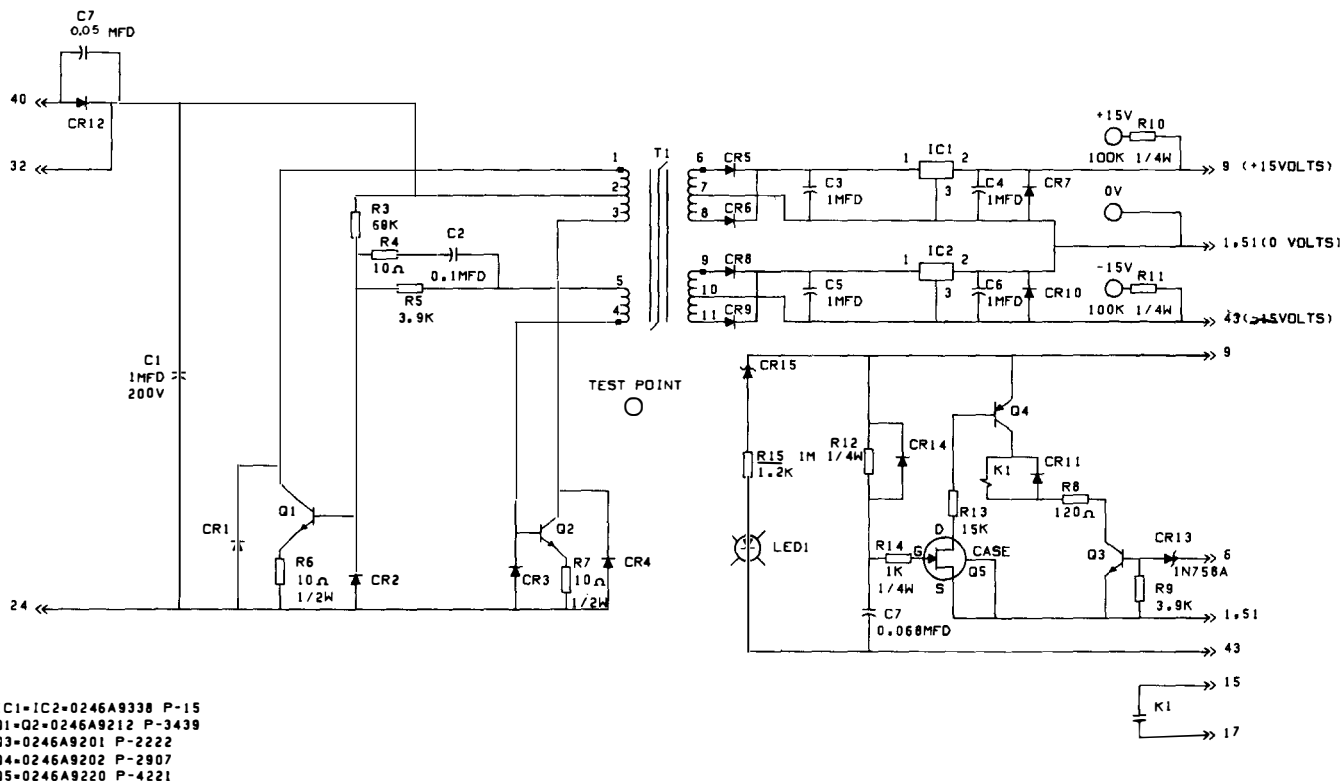 C7
0.05 MFD
40
CR12
32
T1
1
2
3
5
4
6
7
8
9
10
11
CR5
CR6
CR8
CR9
R3
68K
R4
10Ω
C2
0.1MFD
R5
3.9K
C3
1MFD
1 IC1 2
3
C4
1MFD
CR7
+15V
R10
100K 1/4W
9 (+15VOLTS)
0V
1,51(0 VOLTS)
C5
1MFD
1 IC2 2
3
C6
1MFD
CR10
-15V
R11
100K 1/4W
43(-15VOLTS)
C1
1MFD
200V
TEST POINT
CR1
Q1
R6
10Ω
1/2W
CR2
CR3
Q2
R7
10Ω
1/2W
CR4
24
9
CR15
R15
1.2K
LED1
R12
1M 1/4W
CR14
Q4
K1
CR11
R8
120Ω
R13
15K
R14
1K
1/4W
D
G
S
CASE
Q5
Q3
CR13
1N758A
6
R9
3.9K
C7
0.068MFD
1,51
43
15
K1
17
C1=IC2=0246A9338 P-15
Q1=Q2=0246A9212 P-3439
Q3=0246A9201 P-2222
Q4=0246A9202 P-2907
Q5=0246A9220 P-4221